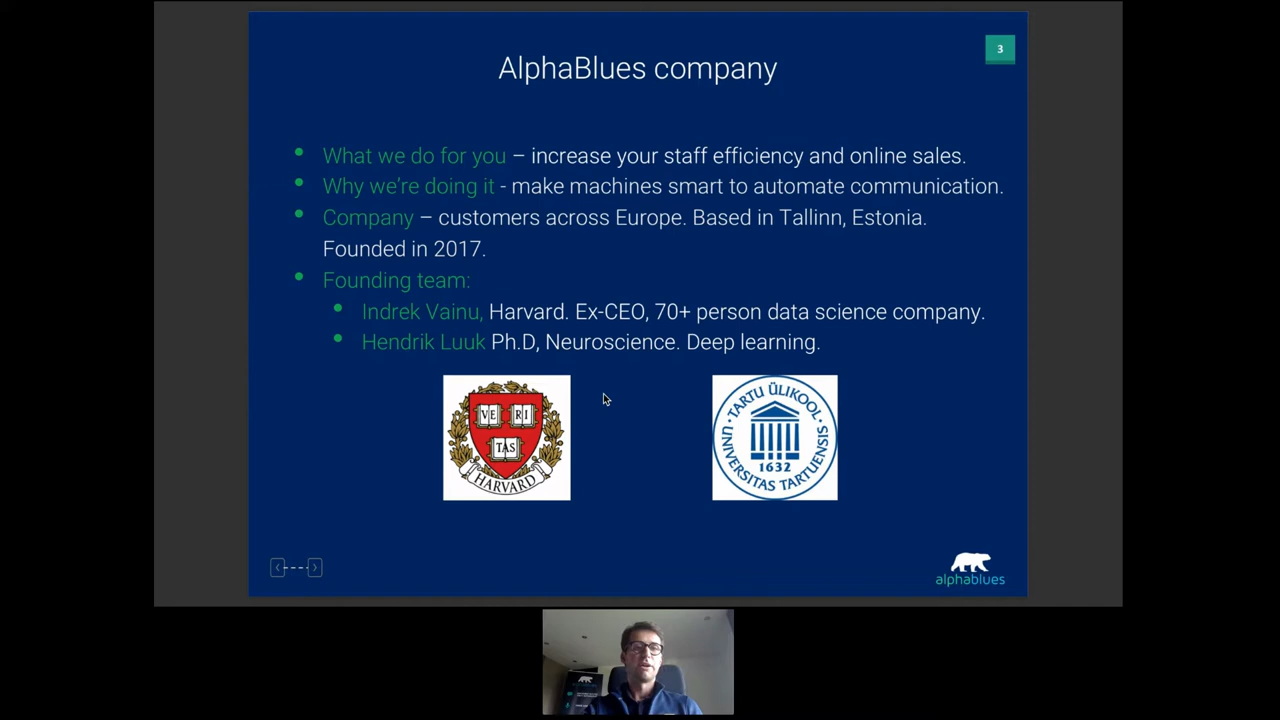 3
AlphaBlues company
What we do for you – increase your staff efficiency and online sales.
Why we're doing it - make machines smart to automate communication.
Company – customers across Europe. Based in Tallinn, Estonia.
Founded in 2017.
Founding team:
Indrek Vainu, Harvard. Ex-CEO, 70+ person data science company.
Hendrik Luuk Ph.D, Neuroscience. Deep learning.
VE RI
TAS
HARVARD
TARTU ÜLIKOOL
1632
UNIVERSITAS TARTUENSIS
alphablues